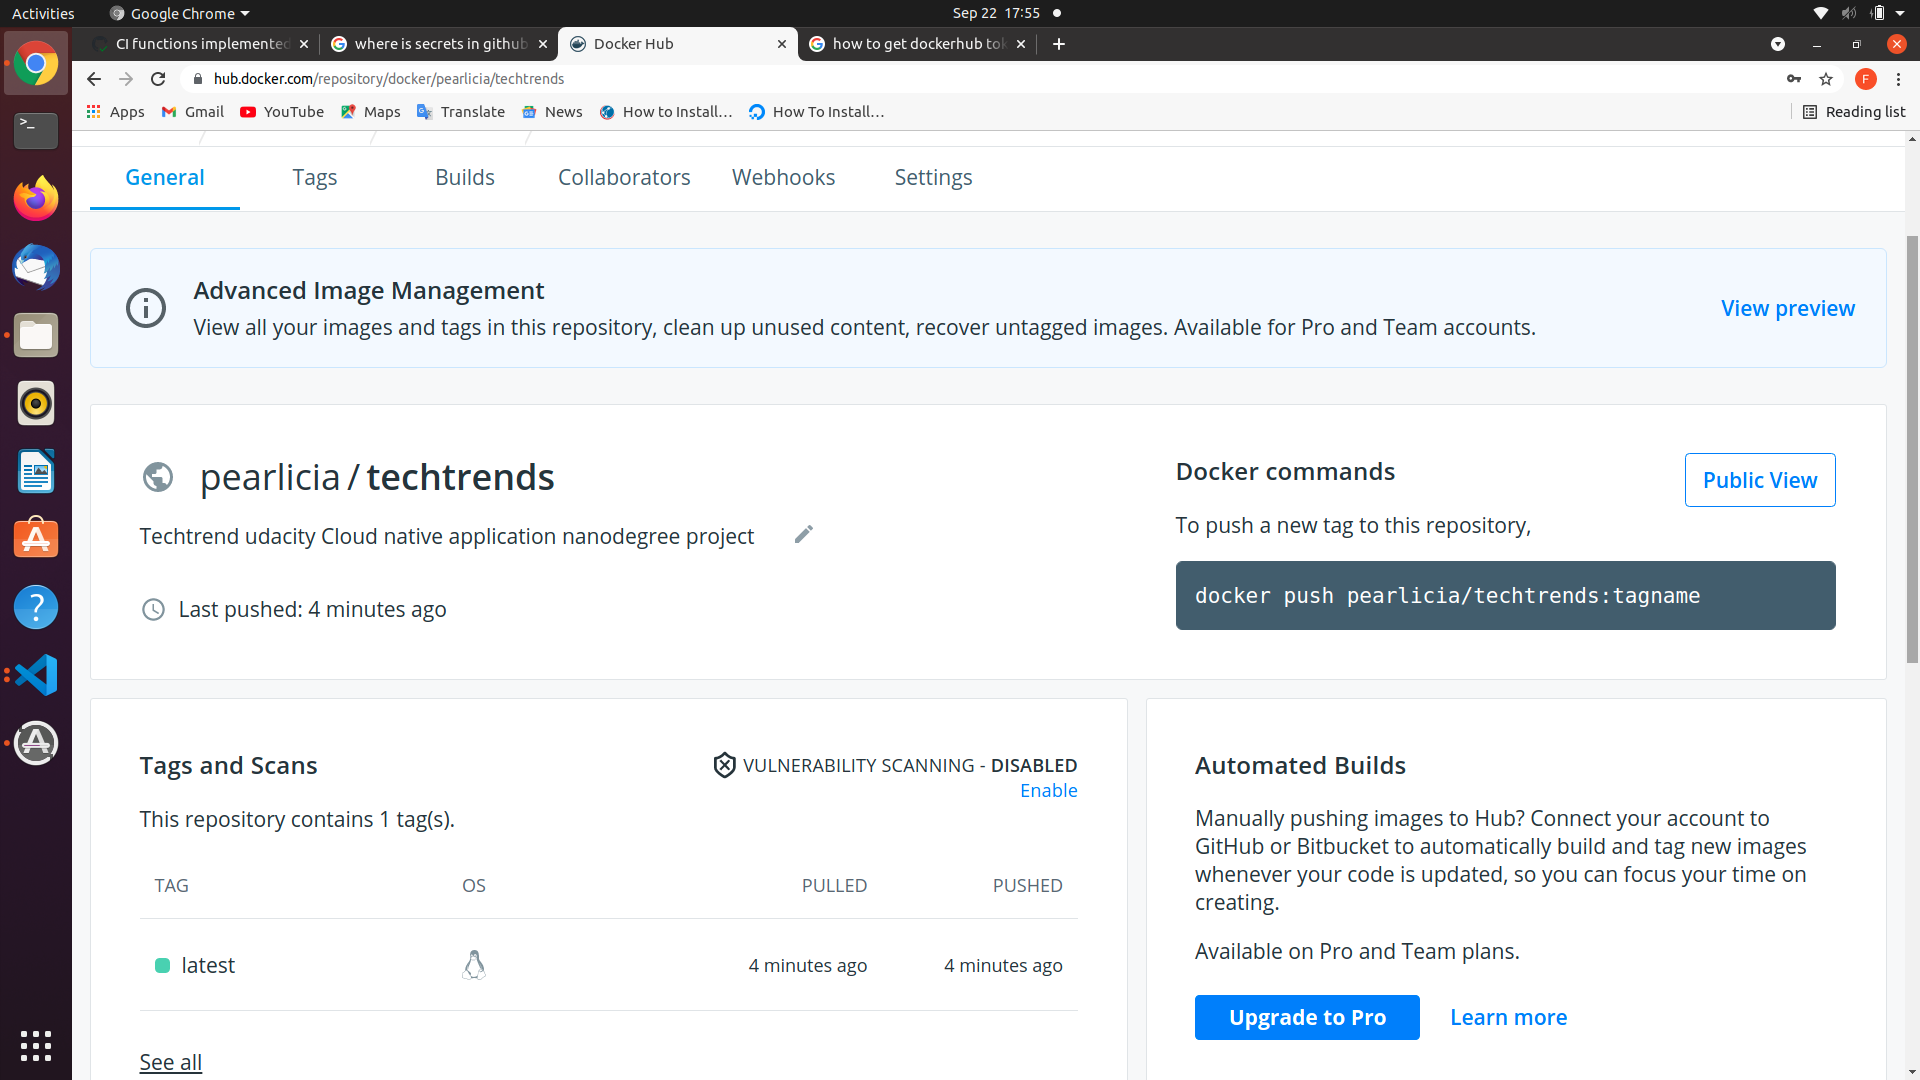 Activities
Google Chrome
Sep 22 17:55
CI functions implemented
where is secrets in github
Docker Hub
how to get dockerhub tok
hub.docker.com/repository/docker/pearlicia/techtrends
F
Apps
Gmail
YouTube
Maps
Translate
News
How to Install...
How To Install...
Reading list
General
Tags
Builds
Collaborators
Webhooks
Settings
Advanced Image Management
View all your images and tags in this repository, clean up unused content, recover untagged images. Available for Pro and Team accounts.
View preview
pearlicia / techtrends
Techtrend udacity Cloud native application nanodegree project
Last pushed: 4 minutes ago
Docker commands
Public View
To push a new tag to this repository,
docker push pearlicia/techtrends:tagname
Tags and Scans
VULNERABILITY SCANNING - DISABLED
Enable
This repository contains 1 tag(s).
TAG OS PULLED PUSHED
latest 4 minutes ago 4 minutes ago
See all
Automated Builds
Manually pushing images to Hub? Connect your account to
GitHub or Bitbucket to automatically build and tag new images
whenever your code is updated, so you can focus your time on
creating.
Available on Pro and Team plans.
Upgrade to Pro
Learn more